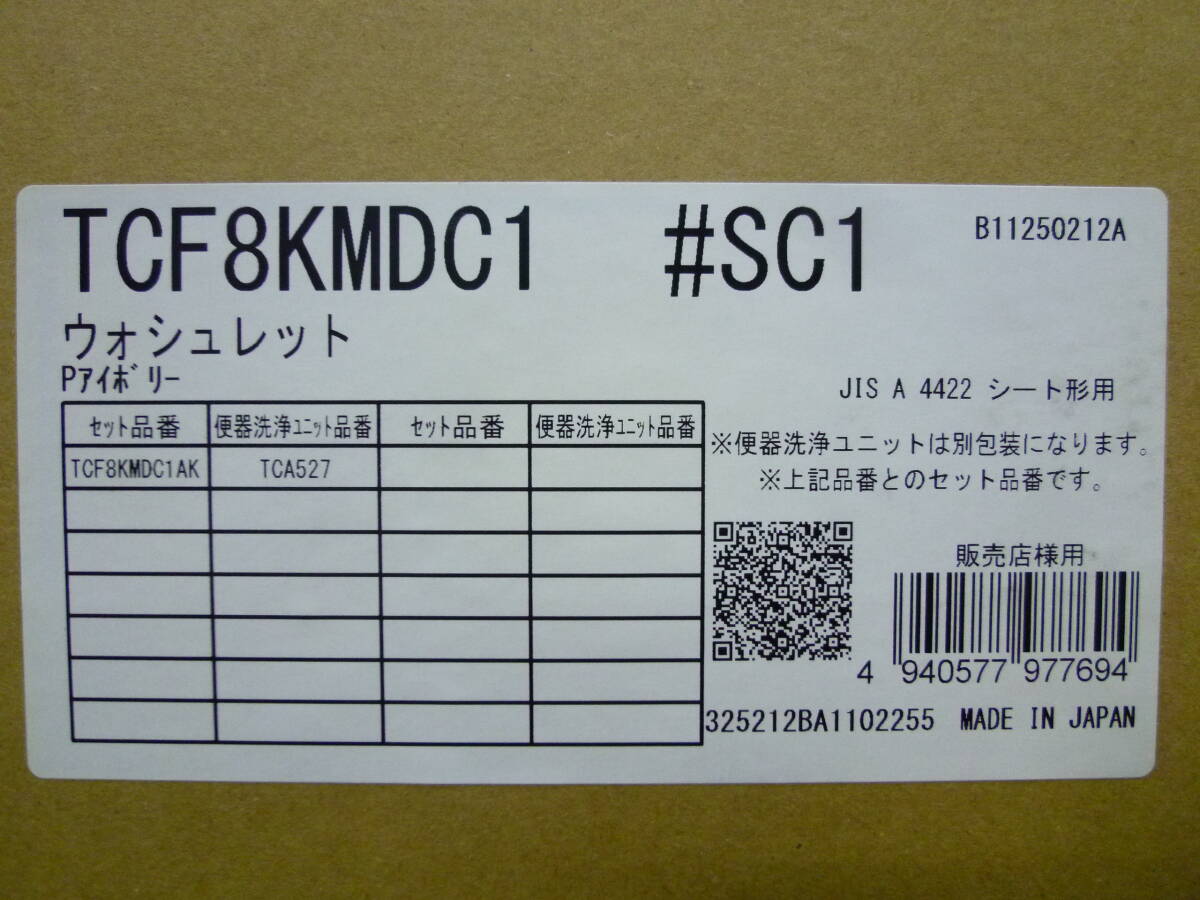 TCF8KMDC1 #SC1 B11250212A
ウォシュレット
Pｱｲﾎﾞﾘｰ
JIS A 4422 シート形用
ｾｯﾄ品番 便器洗浄ﾕﾆｯﾄ品番 ｾｯﾄ品番 便器洗浄ﾕﾆｯﾄ品番
TCF8KMDC1AK TCA527
※便器洗浄ユニットは別包装になります。
※上記品番とのセット品番です。
販売店様用
4 940577 977694
325212BA1102255 MADE IN JAPAN